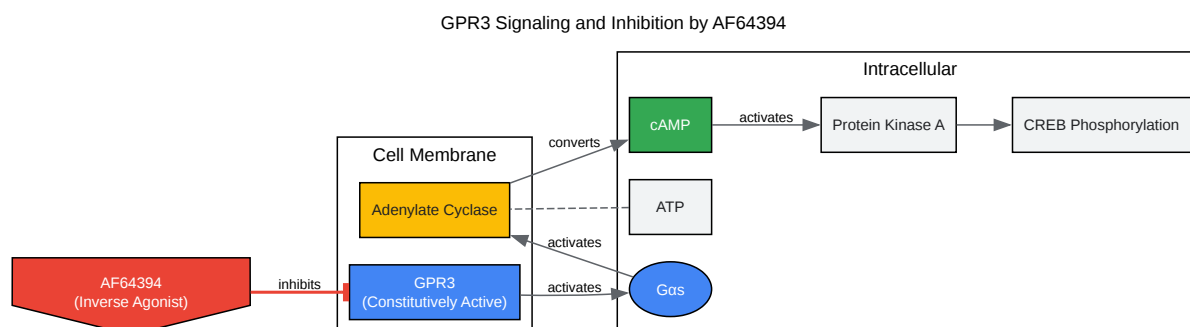 GPR3 Signaling and Inhibition by AF64394
Intracellular
cAMP
activates
Protein Kinase A
CREB Phosphorylation
converts
Cell Membrane
Adenylate Cyclase
ATP
activates
AF64394
(Inverse Agonist)
inhibits
GPR3
(Constitutively Active)
activates
Gαs